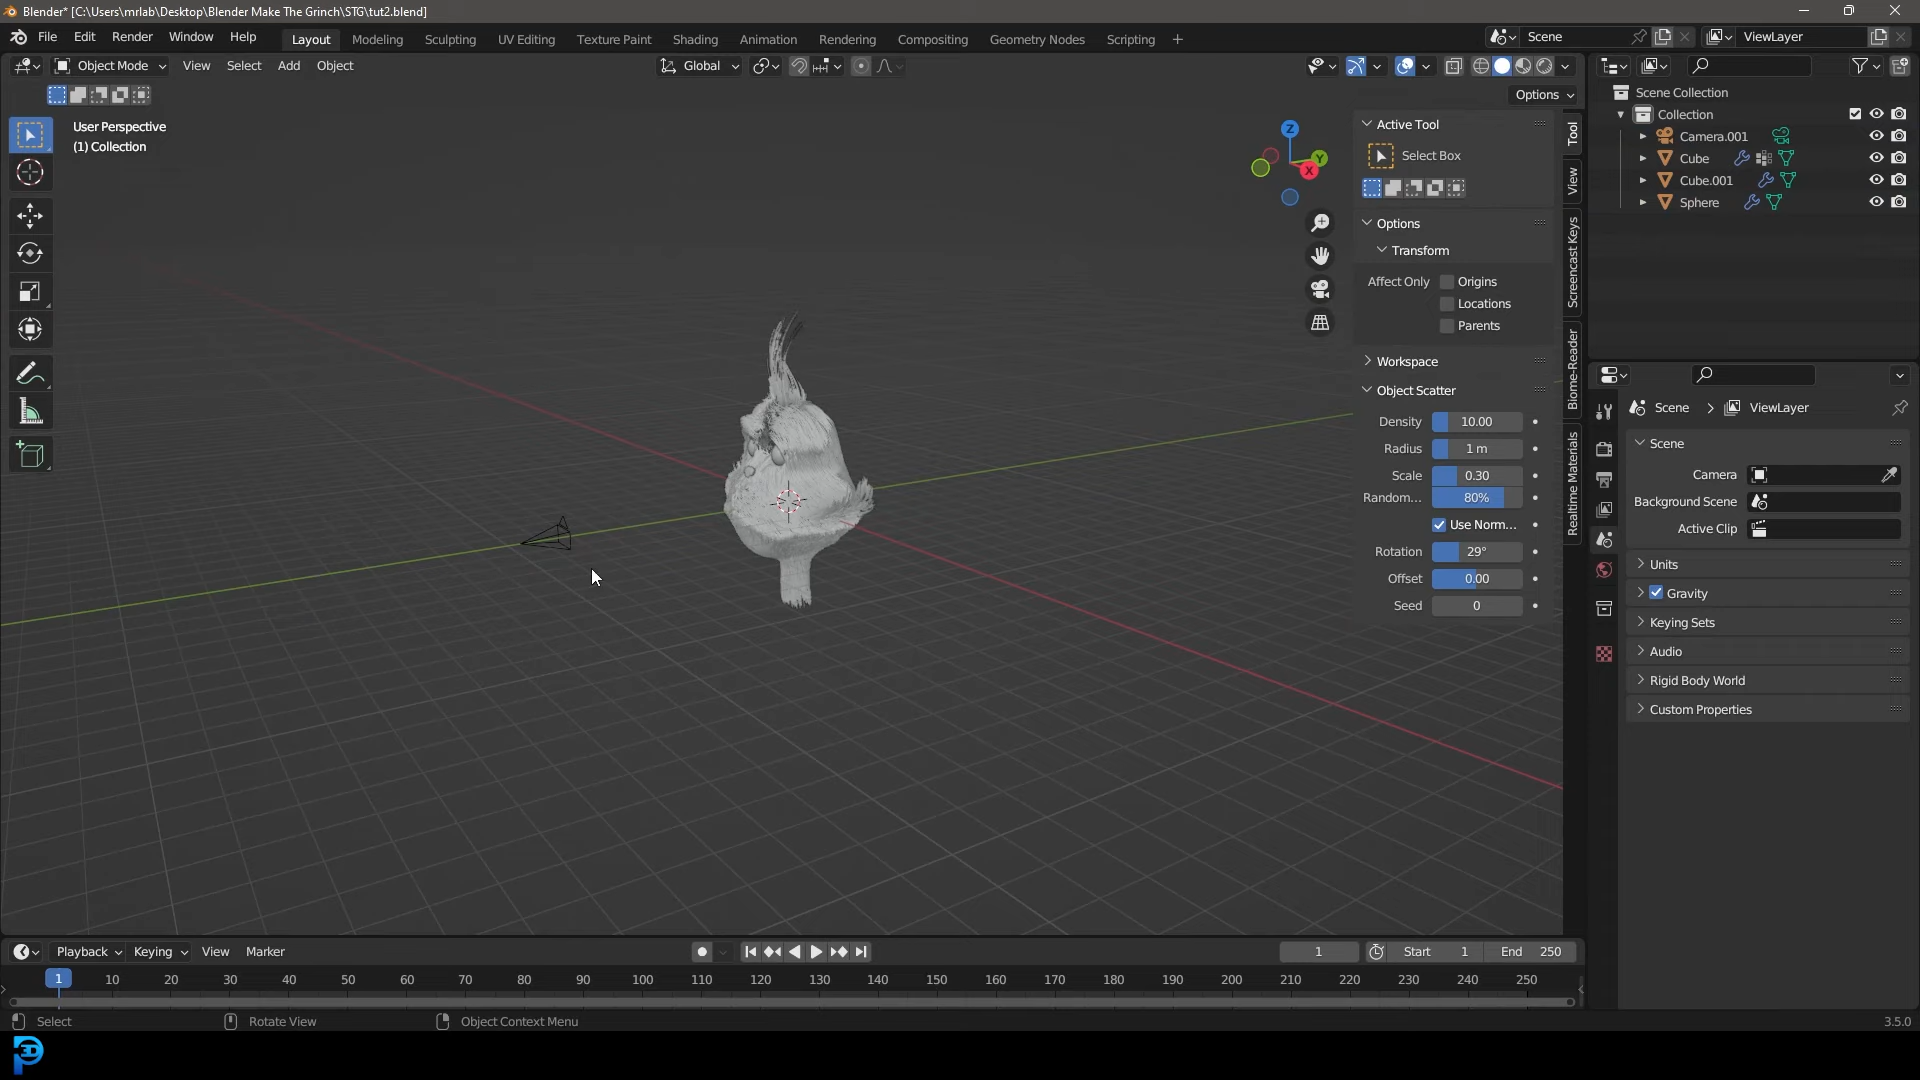 Blender* [C:\Users\mrlab\Desktop\Blender Make The Grinch\STG\tut2.blend]
File Edit Render Window Help Layout Modeling Sculpting UV Editing Texture Paint Shading Animation Rendering Compositing Geometry Nodes Scripting + Scene ViewLayer
Object Mode View Select Add Object Global
Options
User Perspective
(1) Collection
Z
Y
X
Active Tool
Select Box
Options
Transform
Affect Only Origins
Locations
Parents
Workspace
Object Scatter
Density 10.00
Radius 1 m
Scale 0.30
Random... 80%
Use Norm...
Rotation 29°
Offset 0.00
Seed 0
Tool
View
Screencast Keys
Biome-Reader
Realtime Materials
Scene Collection
Collection
Camera.001
Cube
Cube.001
Sphere
Scene > ViewLayer
Scene
Camera
Background Scene
Active Clip
Units
Gravity
Keying Sets
Audio
Rigid Body World
Custom Properties
Playback Keying View Marker 1 Start 1 End 250
1 10 20 30 40 50 60 70 80 90 100 110 120 130 140 150 160 170 180 190 200 210 220 230 240 250
Select Rotate View Object Context Menu 3.5.0
3D
P